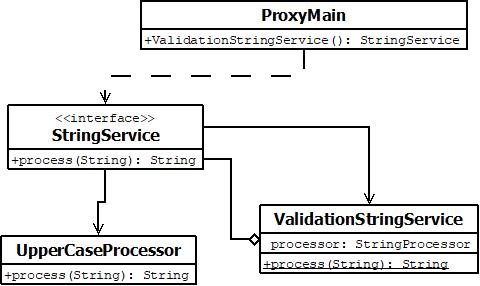 ProxyMain
+ValidationStringService(): StringService
<<interface>>
StringService
+process(String): String
ValidationStringService
processor: StringProcessor
+process(String): String
UpperCaseProcessor
+process(String): String